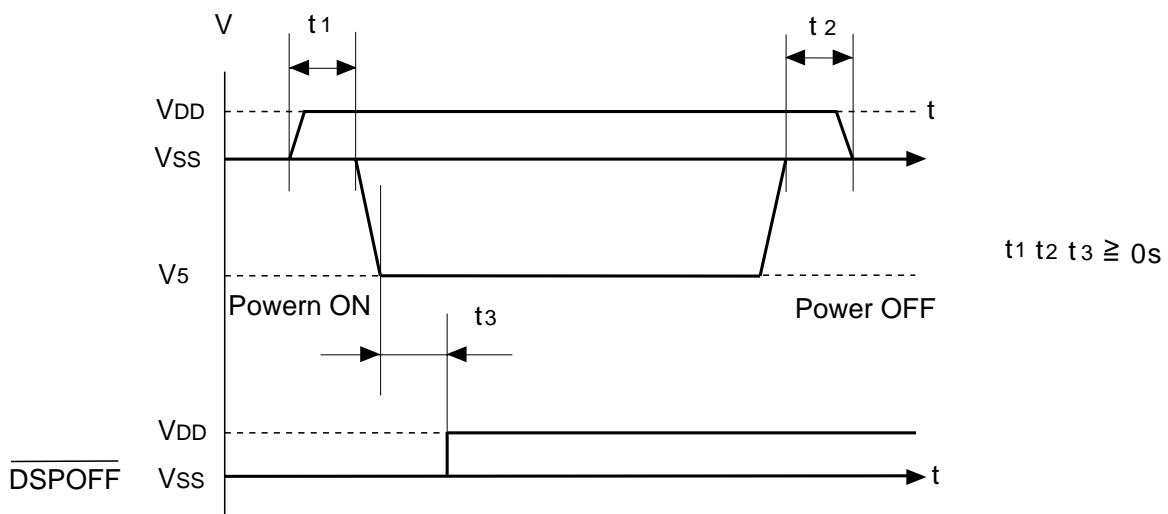 V t1 t2
VDD t
VSS
t1 t2 t3 ≧ 0s
V5
Powern ON Power OFF
t3
VDD
DSPOFF VSS t